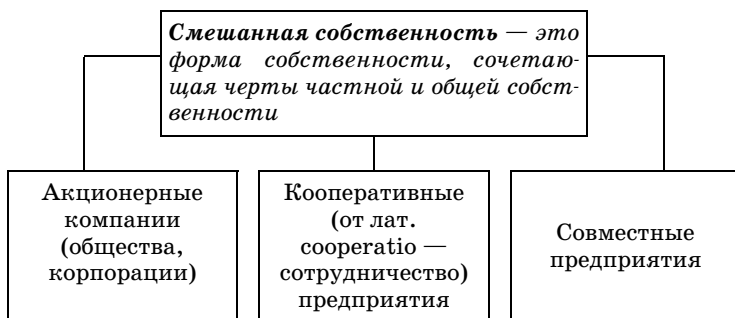 Смешанная собственность — это
форма собственности, сочетаю-
щая черты частной и общей собст-
венности
Акционерные
компании
(общества,
корпорации)
Кооперативные
(от лат.
cooperatio —
сотрудничество)
предприятия
Совместные
предприятия